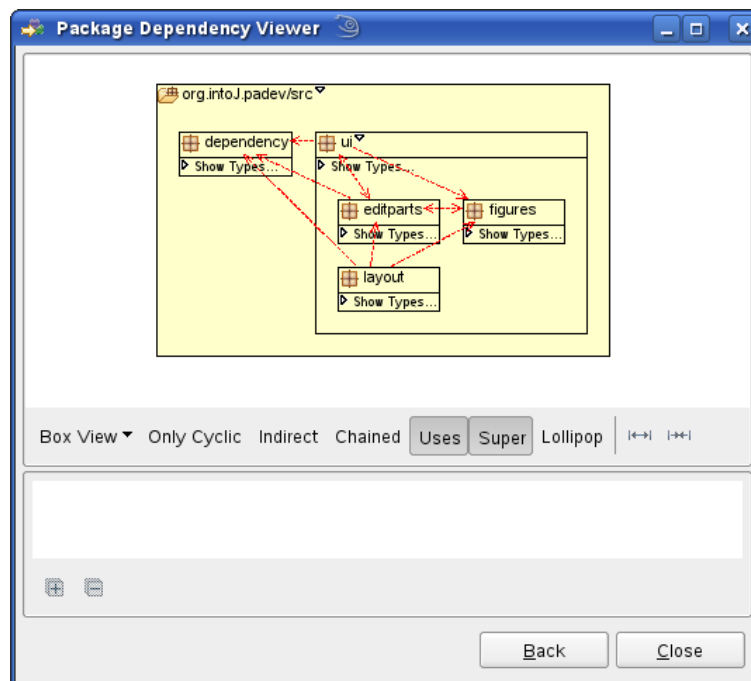 Package Dependency Viewer
org.intoJ.padev/src
dependency
ui
Show Types...
Show Types...
editparts
figures
Show Types...
Show Types...
layout
Show Types...
Box View Only Cyclic Indirect Chained Uses Super Lollipop
Back Close